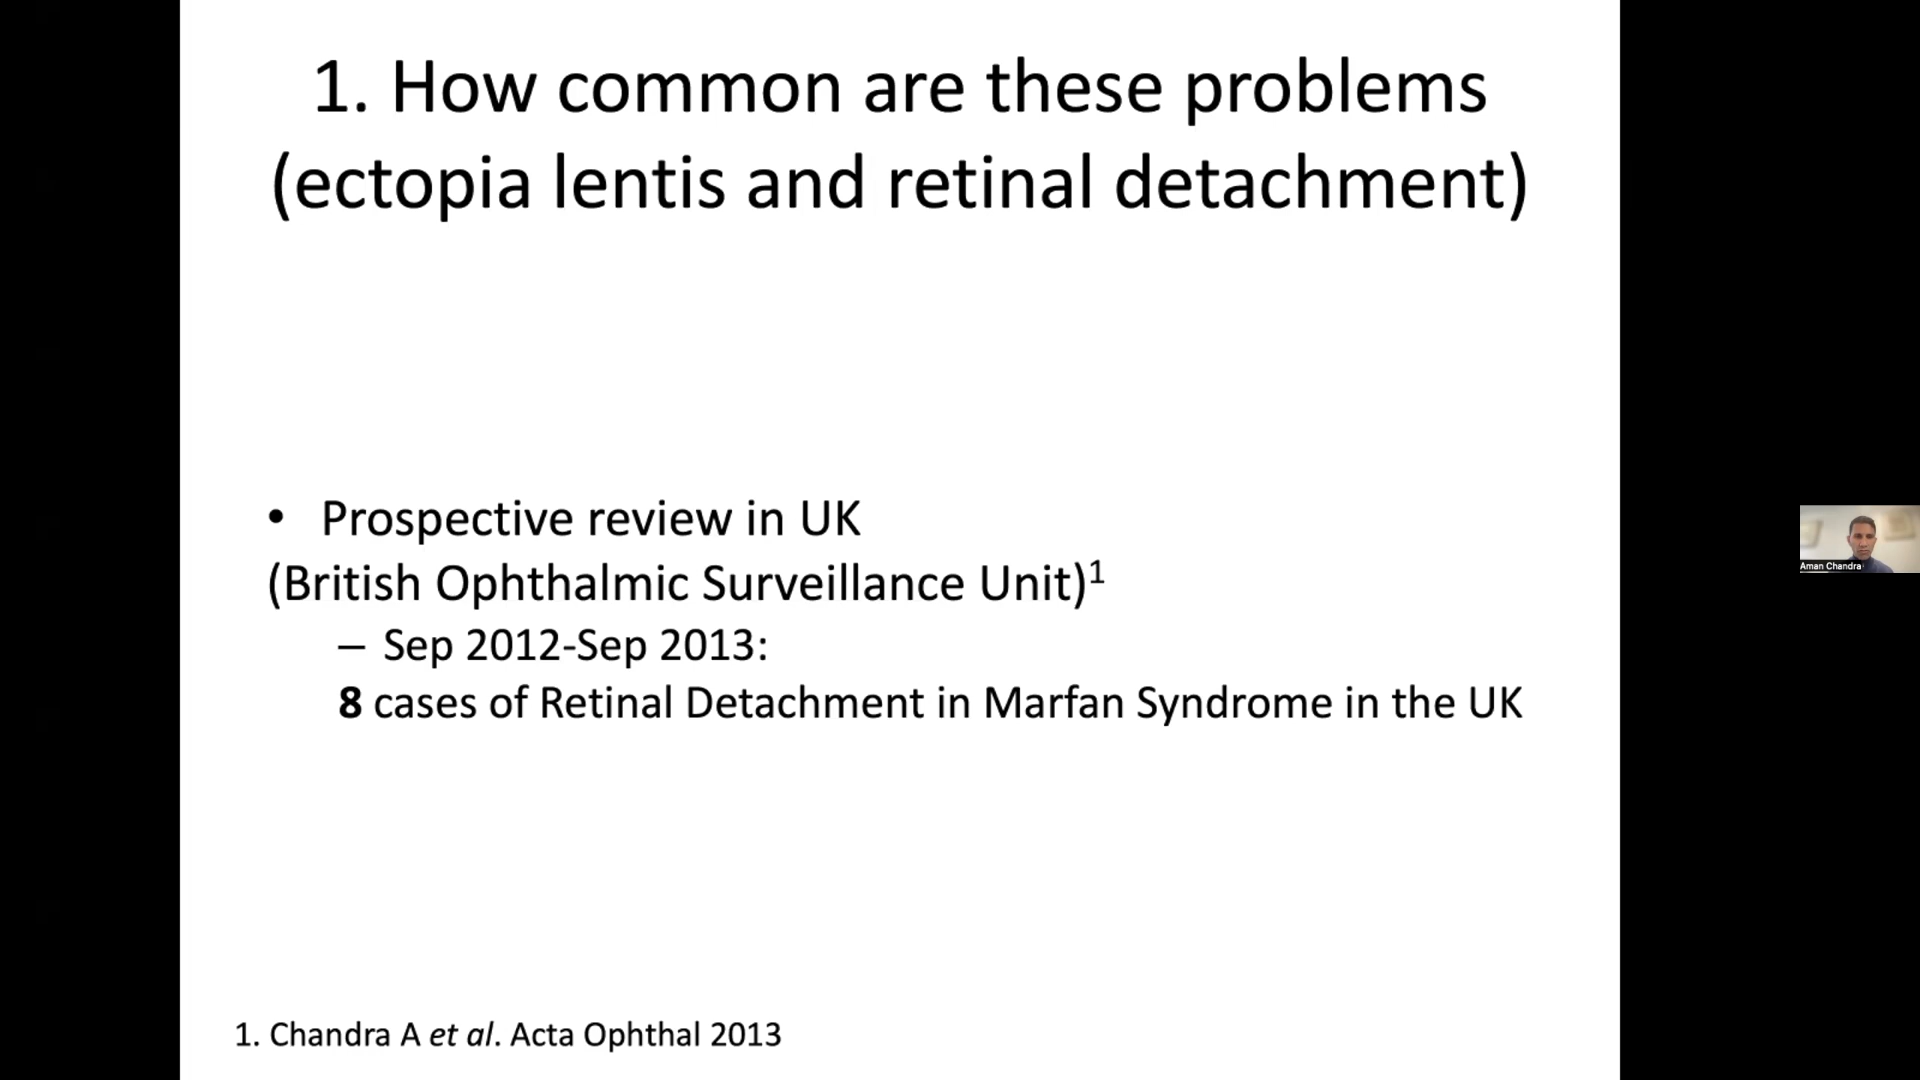 1. How common are these problems
(ectopia lentis and retinal detachment)
• Prospective review in UK
(British Ophthalmic Surveillance Unit)¹
– Sep 2012-Sep 2013:
8 cases of Retinal Detachment in Marfan Syndrome in the UK
1. Chandra A et al. Acta Ophthal 2013
Aman Chandra